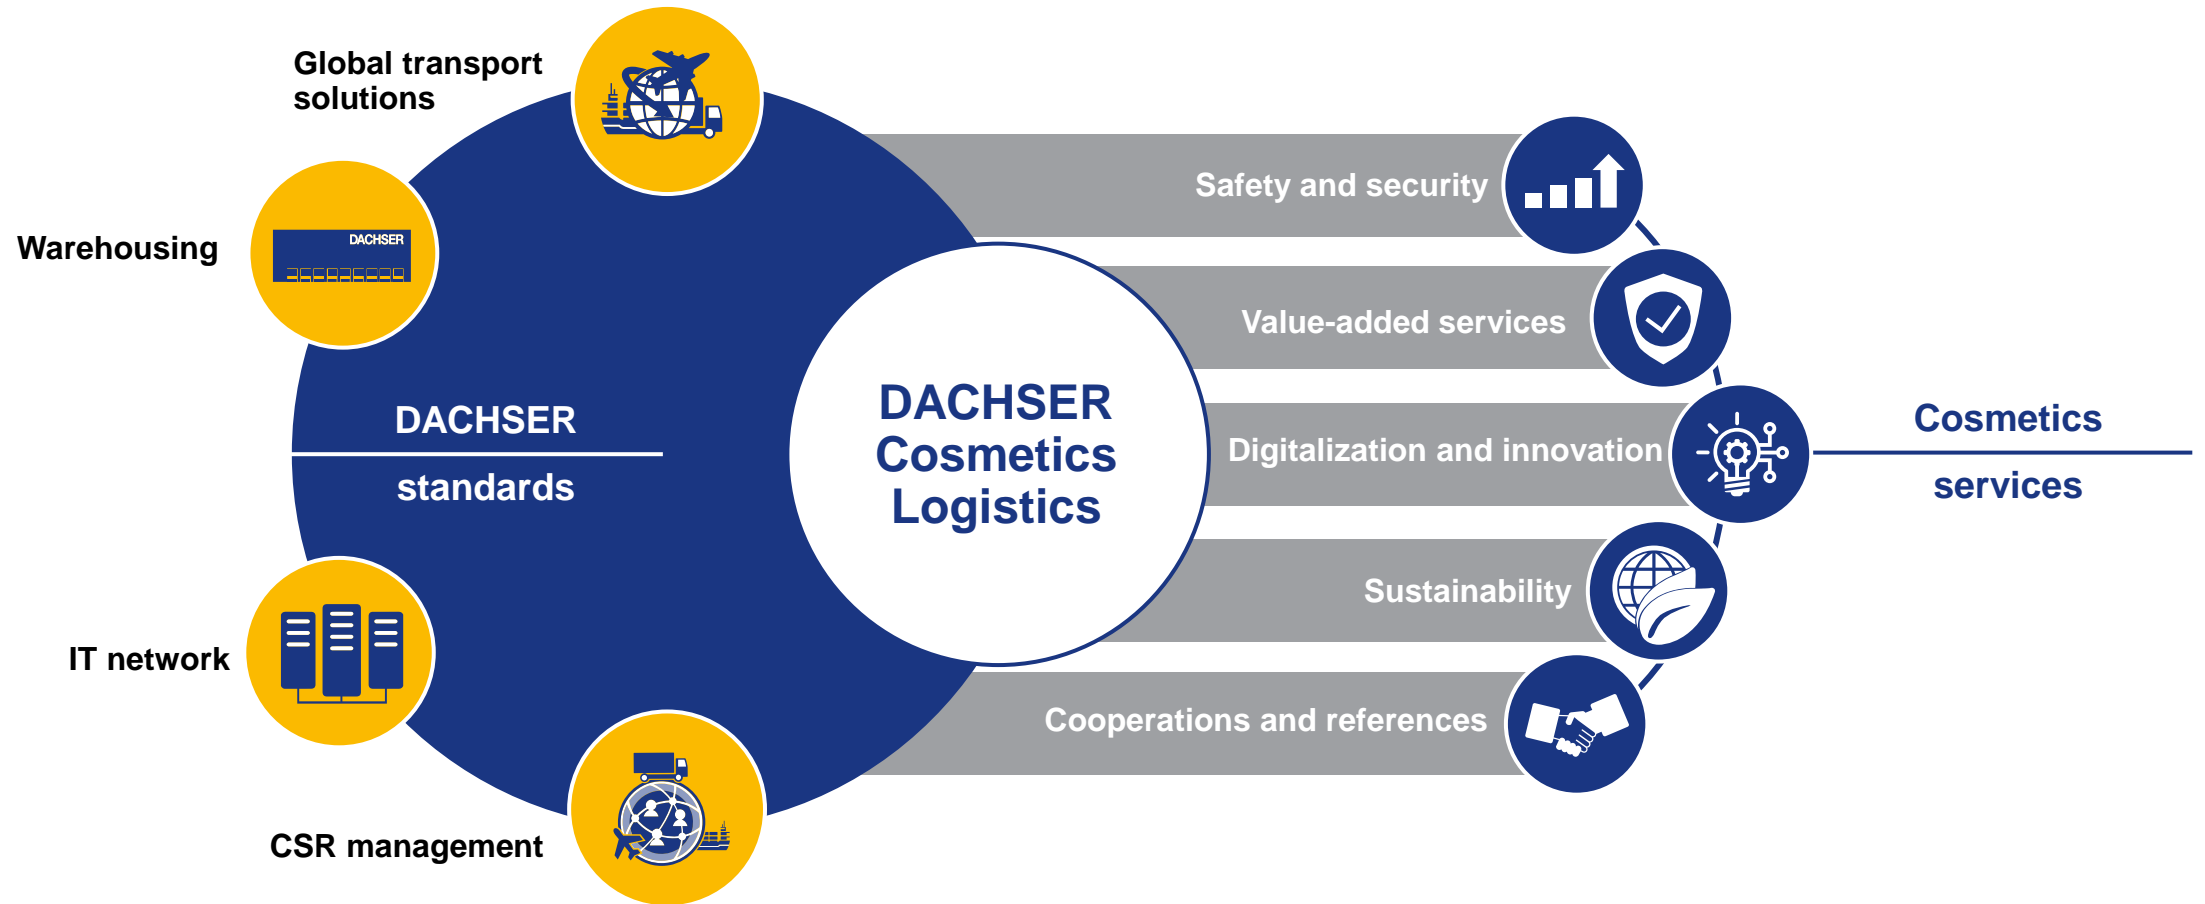 Global transport
solutions
Warehousing
DACHSER
DACHSER
standards
IT network
CSR management
DACHSER
Cosmetics
Logistics
Safety and security
Value-added services
Digitalization and innovation
Sustainability
Cooperations and references
Cosmetics
services